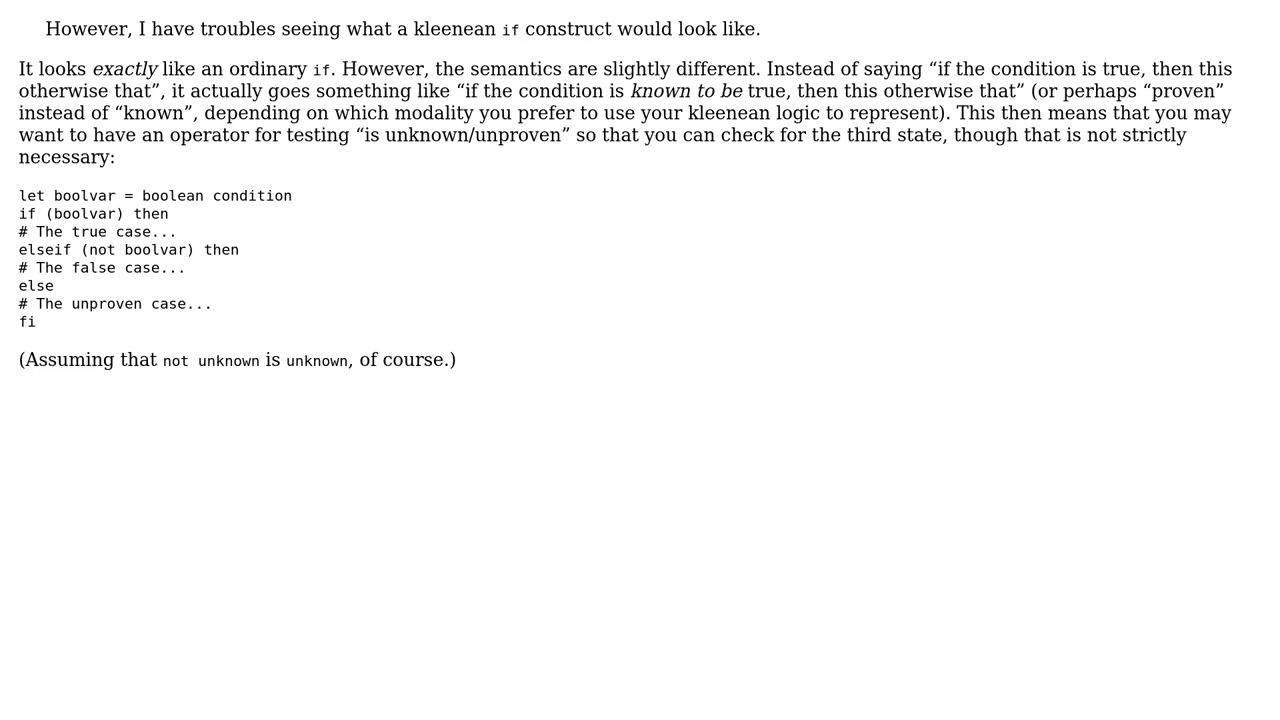 However, I have troubles seeing what a kleenean if construct would look like.
It looks exactly like an ordinary if. However, the semantics are slightly different. Instead of saying “if the condition is true, then this
otherwise that”, it actually goes something like “if the condition is known to be true, then this otherwise that” (or perhaps “proven”
instead of “known”, depending on which modality you prefer to use your kleenean logic to represent). This then means that you may
want to have an operator for testing “is unknown/unproven” so that you can check for the third state, though that is not strictly
necessary:
let boolvar = boolean condition
if (boolvar) then
# The true case...
elseif (not boolvar) then
# The false case...
else
# The unproven case...
fi
(Assuming that not unknown is unknown, of course.)